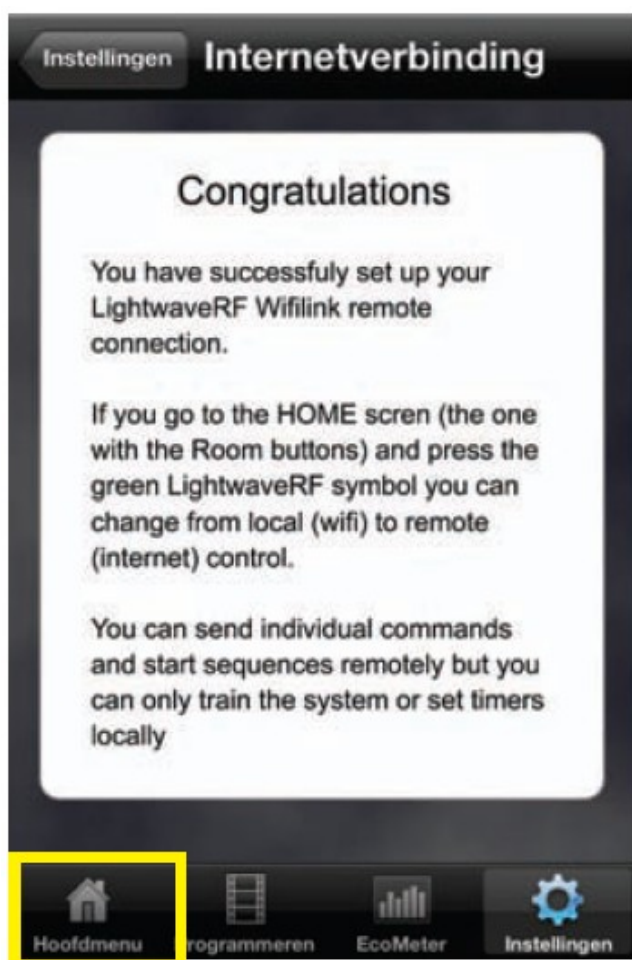 Instellingen Internetverbinding
Congratulations
You have successfuly set up your
LightwaveRF Wifilink remote
connection.
If you go to the HOME scren (the one
with the Room buttons) and press the
green LightwaveRF symbol you can
change from local (wifi) to remote
(internet) control.
You can send individual commands
and start sequences remotely but you
can only train the system or set timers
locally
Hoofdmenu Programmeren EcoMeter Instellingen